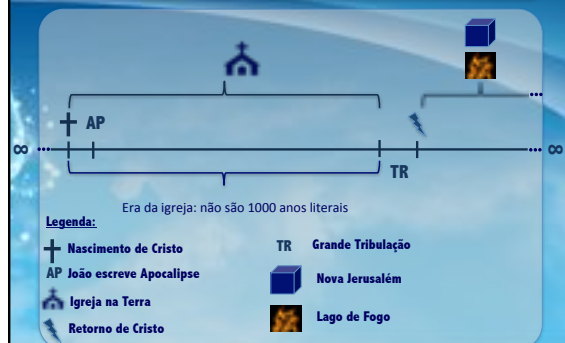 AP
∞
∞
TR
Era da igreja: não são 1000 anos literais
Legenda:
Nascimento de Cristo
AP João escreve Apocalipse
Igreja na Terra
Retorno de Cristo
TR Grande Tribulação
Nova Jerusalém
Lago de Fogo